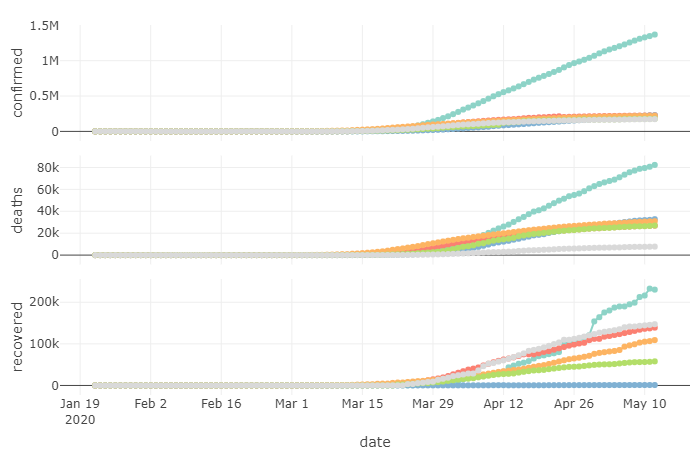 confirmed
1.5M
1M
0.5M
0
deaths
80k
60k
40k
20k
0
recovered
200k
100k
0
Jan 19 Feb 2 Feb 16 Mar 1 Mar 15 Mar 29 Apr 12 Apr 26 May 10
2020
date